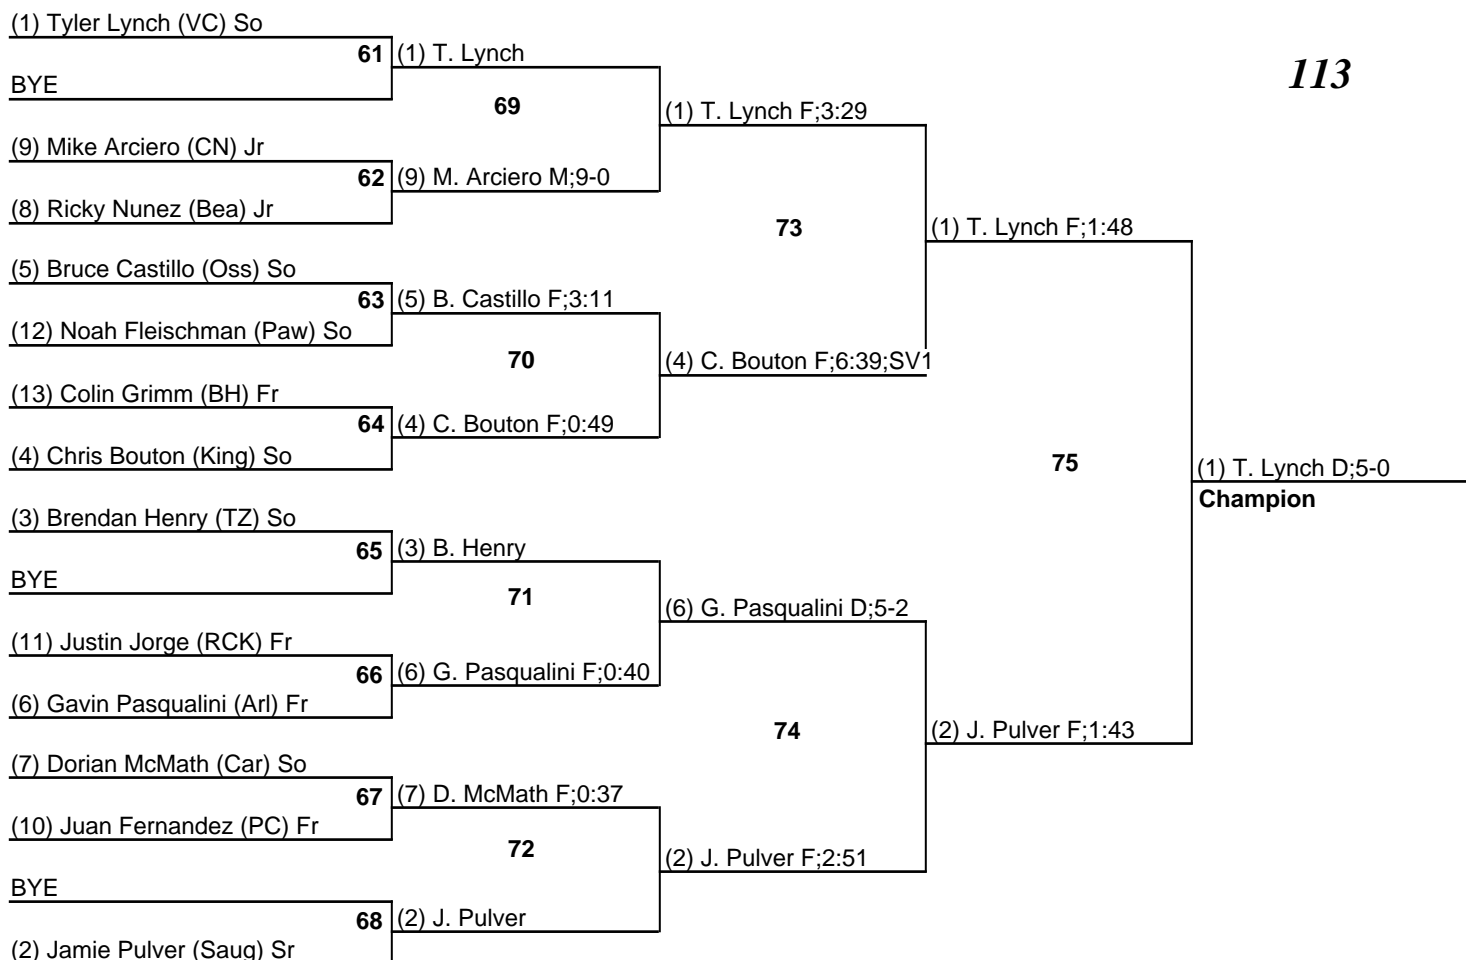 (1) Tyler Lynch (VC) So
61 (1) T. Lynch
113
BYE
69
(1) T. Lynch F;3:29
(9) Mike Arciero (CN) Jr
62 (9) M. Arciero M;9-0
(8) Ricky Nunez (Bea) Jr
73
(1) T. Lynch F;1:48
(5) Bruce Castillo (Oss) So
63 (5) B. Castillo F;3:11
(12) Noah Fleischman (Paw) So
70
(4) C. Bouton F;6:39;SV1
(13) Colin Grimm (BH) Fr
64 (4) C. Bouton F;0:49
(4) Chris Bouton (King) So
75
(1) T. Lynch D;5-0
Champion
(3) Brendan Henry (TZ) So
65 (3) B. Henry
BYE
71
(6) G. Pasqualini D;5-2
(11) Justin Jorge (RCK) Fr
66 (6) G. Pasqualini F;0:40
(6) Gavin Pasqualini (Arl) Fr
74
(2) J. Pulver F;1:43
(7) Dorian McMath (Car) So
67 (7) D. McMath F;0:37
(10) Juan Fernandez (PC) Fr
72
(2) J. Pulver F;2:51
BYE
68 (2) J. Pulver
(2) Jamie Pulver (Saug) Sr